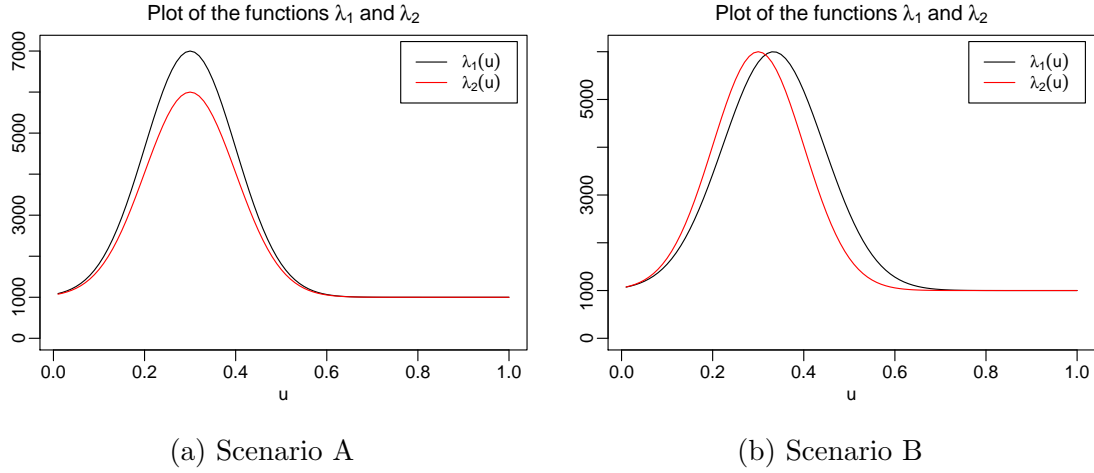 Plot of the functions λ₁ and λ₂
7000
5000
3000
1000
0
λ₁(u)
λ₂(u)
0.0 0.2 0.4 0.6 0.8 1.0
u
(a) Scenario A
Plot of the functions λ₁ and λ₂
5000
3000
1000
0
λ₁(u)
λ₂(u)
0.0 0.2 0.4 0.6 0.8 1.0
u
(b) Scenario B